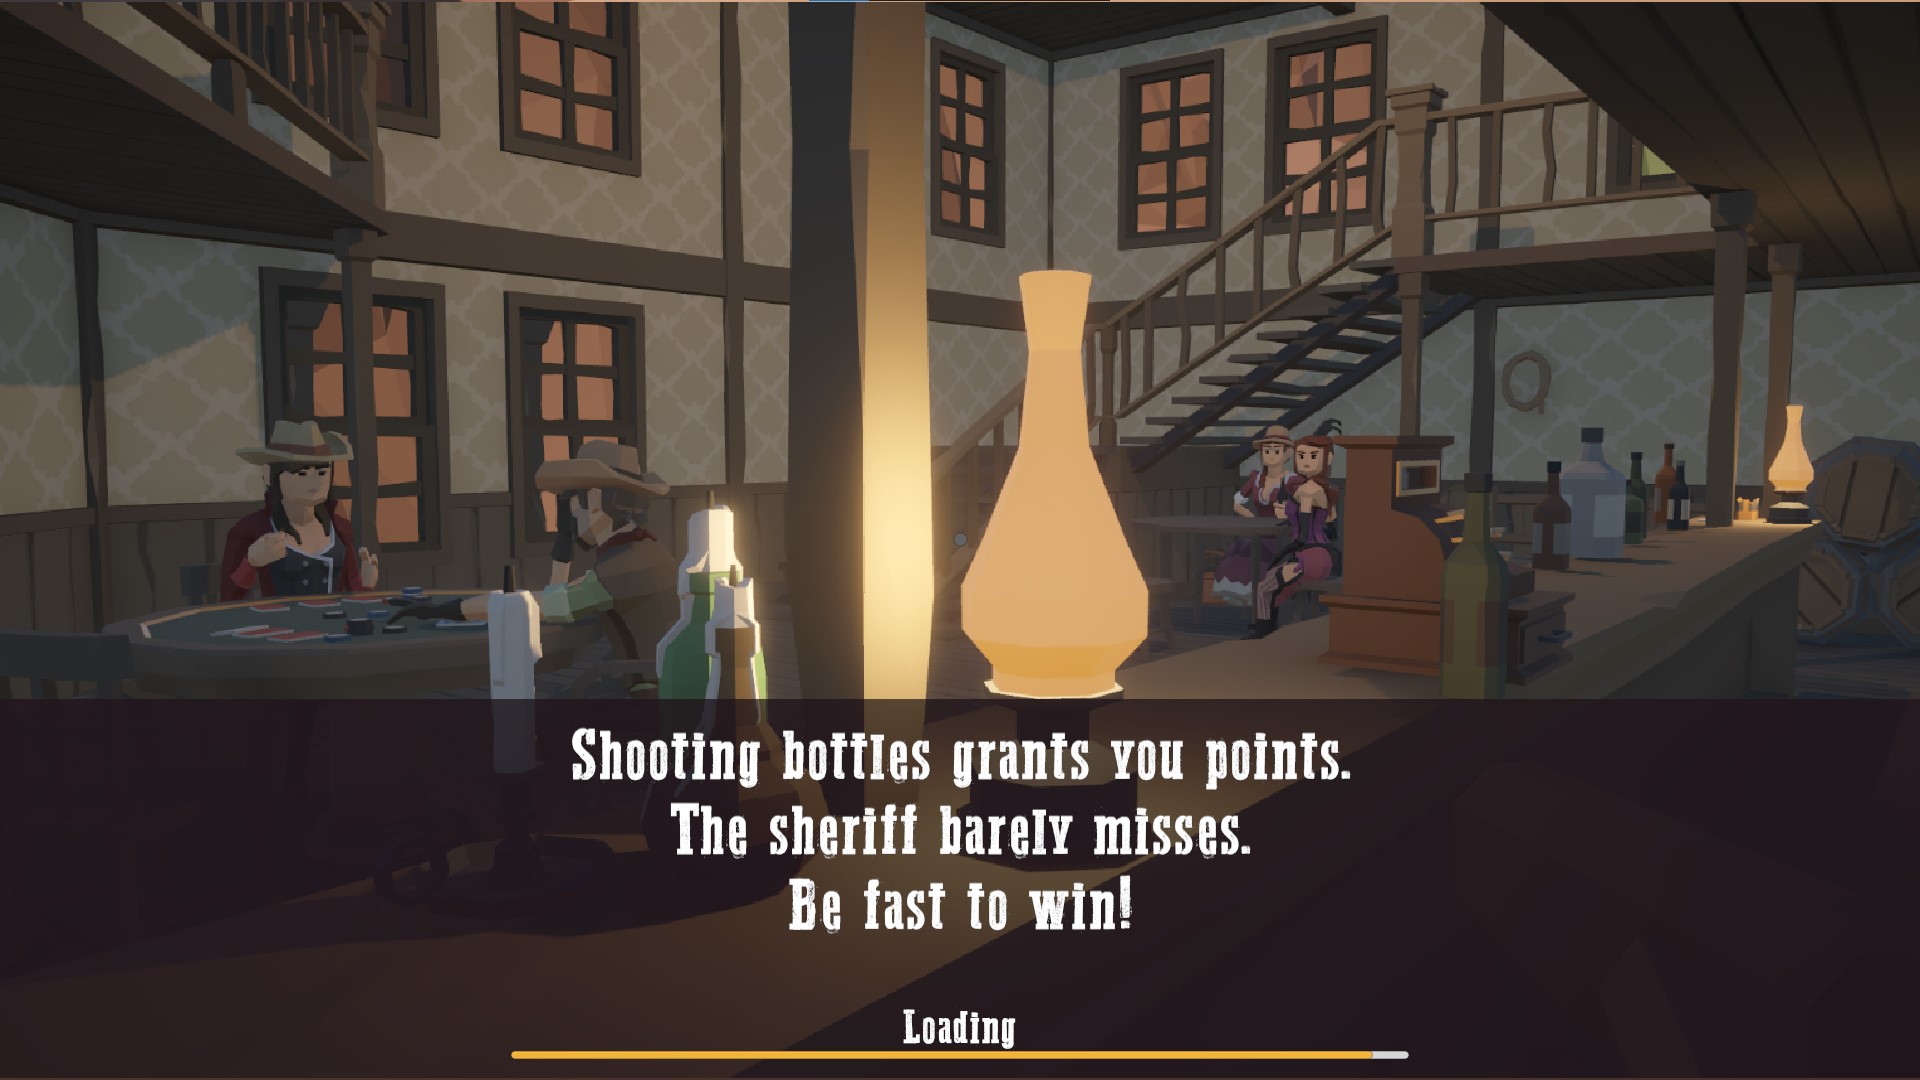 Shooting bottles grants you points.
The sheriff barely misses.
Be fast to win!
Loading